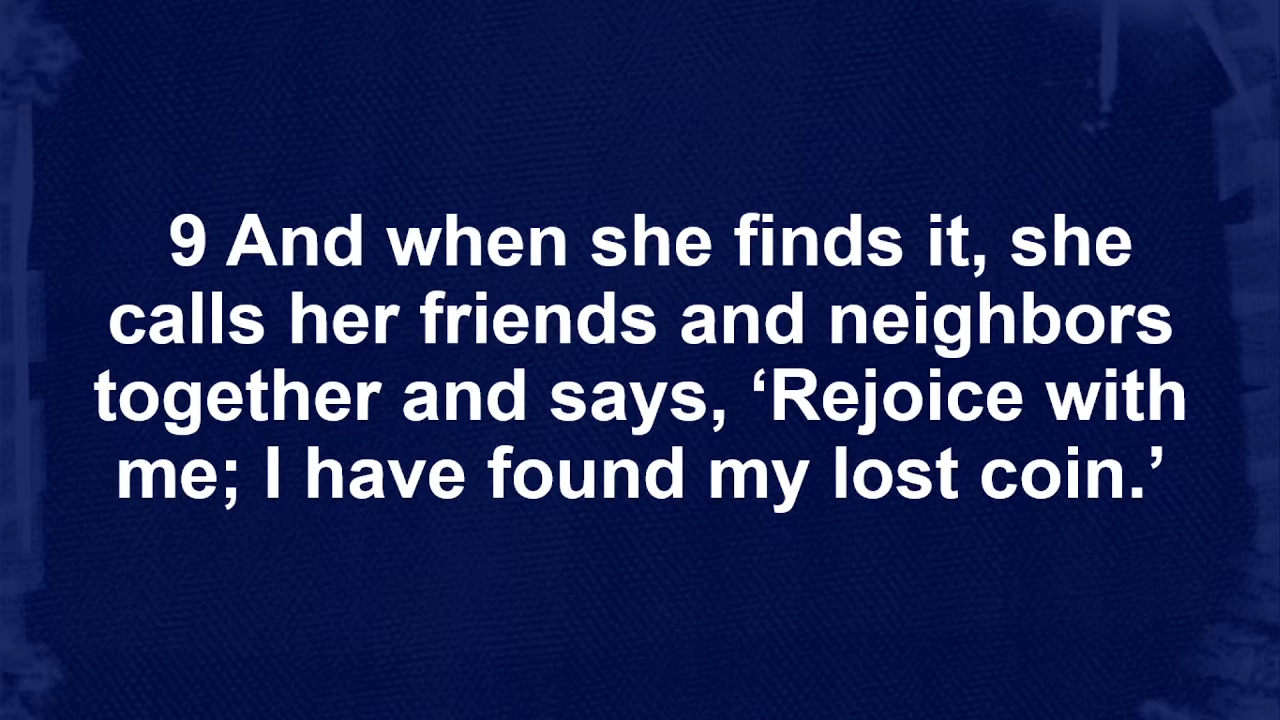 9 And when she finds it, she
calls her friends and neighbors
together and says, ‘Rejoice with
me; I have found my lost coin.’